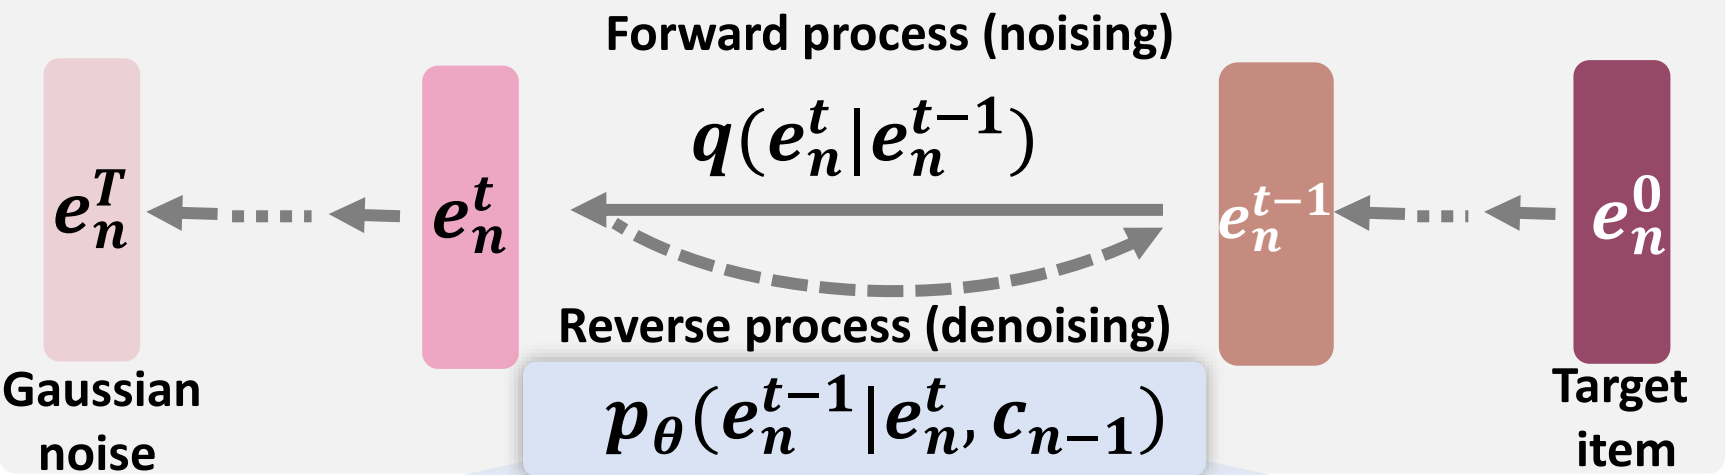 Forward process (noising)
q(e_n^t|e_n^{t-1})
e_n^T
e_n^t
e_n^{t-1}
e_n^0
Reverse process (denoising)
p_θ(e_n^{t-1}|e_n^t, c_{n-1})
Gaussian
noise
Target
item